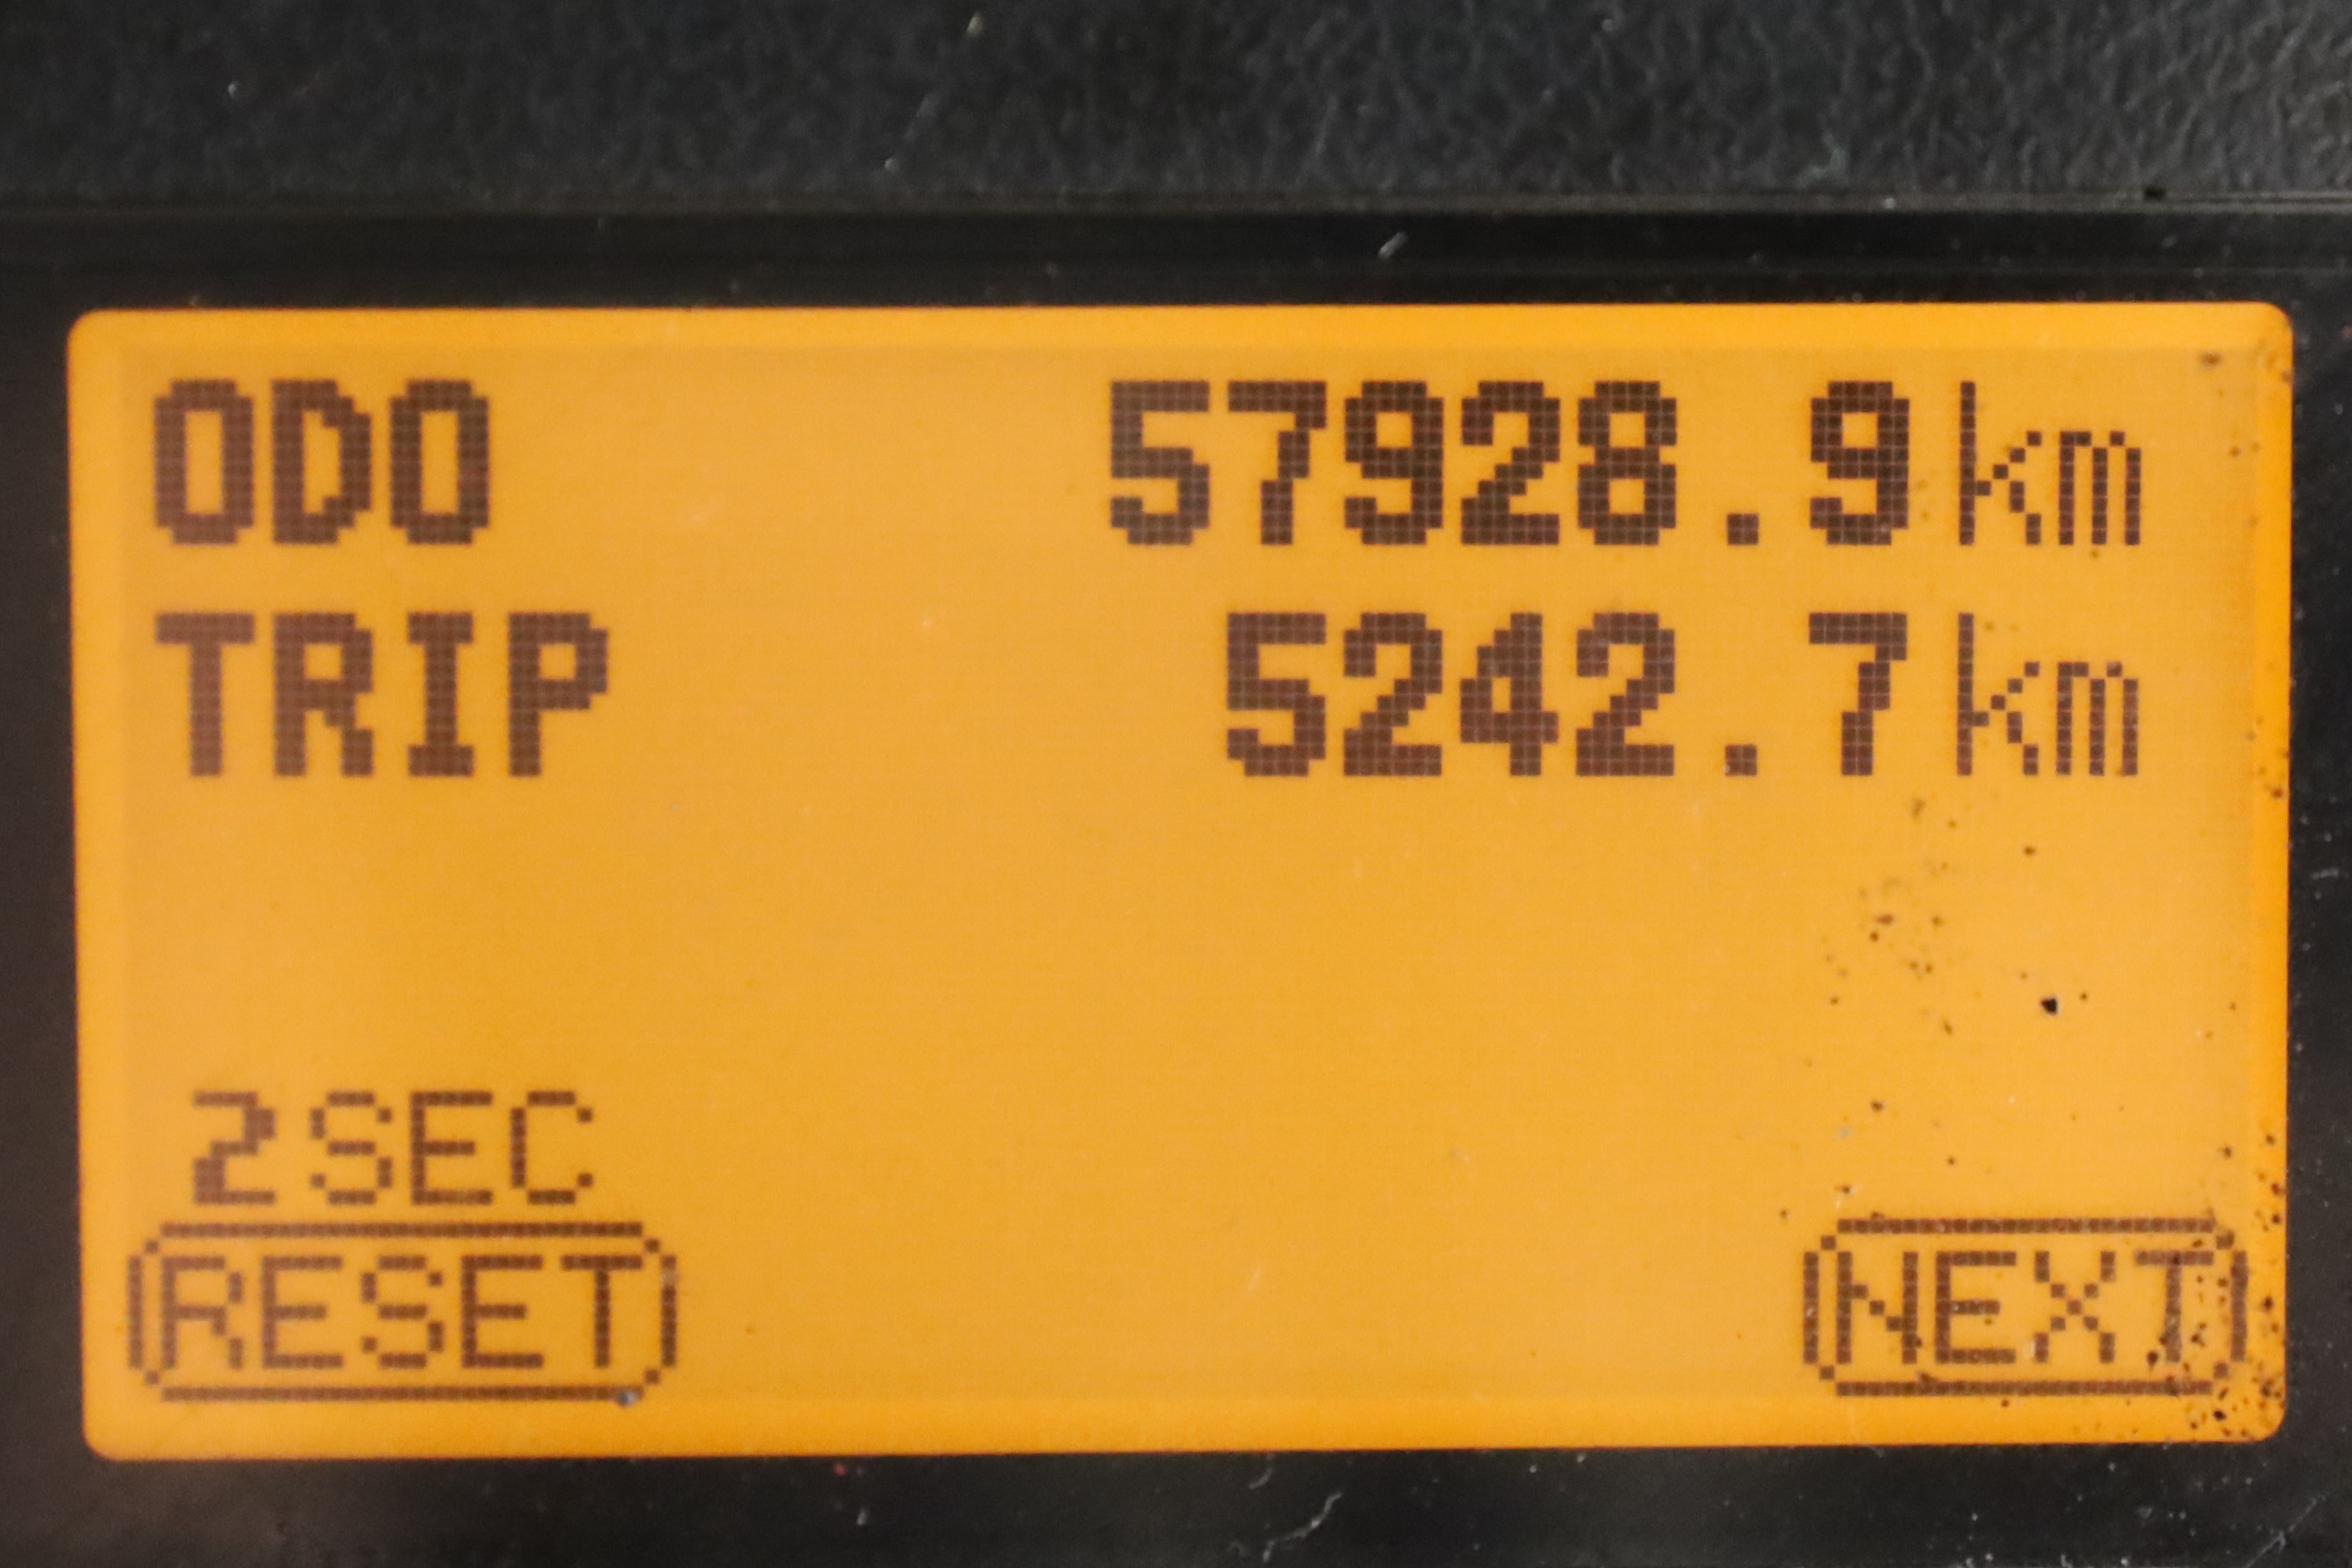 ODO 57928.9km
TRIP 5242.7km
2SEC
RESET NEXT